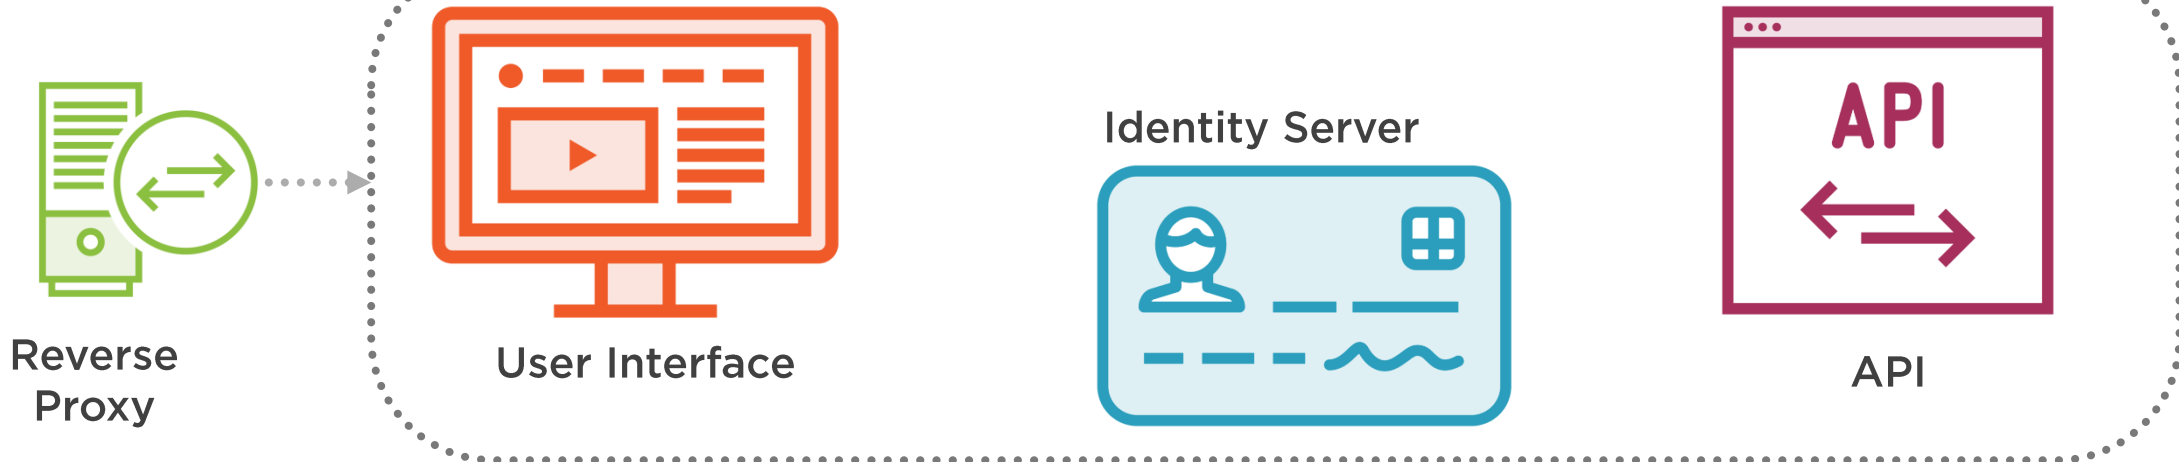 Reverse
Proxy
User Interface
Identity Server
API
API